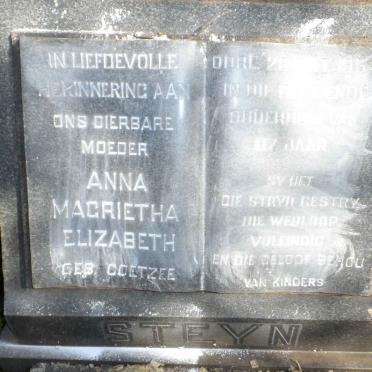 IN LIEFDEVOLLE
HERINNERING AAN
ONS DIERBARE
MOEDER
ANNA
MAGRIETHA
ELIZABETH
GEB. COETZEE
OORL.
IN DIE
OUDERDOM VAN
JAAR
SY HET
DIE STRYD GESTRY
DIE WEDLOOP
VOLEINDIG
EN DIE GELOOF BEHOU
VAN KINDERS
STEYN